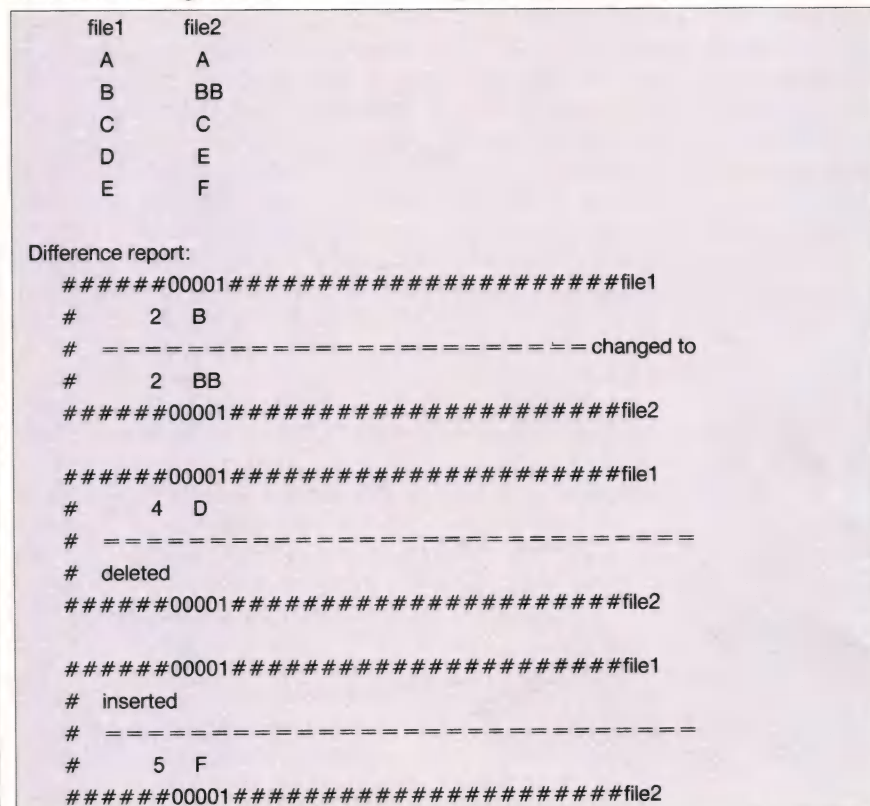 file1 file2
A A
B BB
C C
D E
E F
Difference report:
######00001######################file1
# 2 B
# =======================changed to
# 2 BB
######00001######################file2
######00001######################file1
# 4 D
# ===========================
# deleted
######00001######################file2
######00001######################file1
# inserted
# ===========================
# 5 F
######00001######################file2